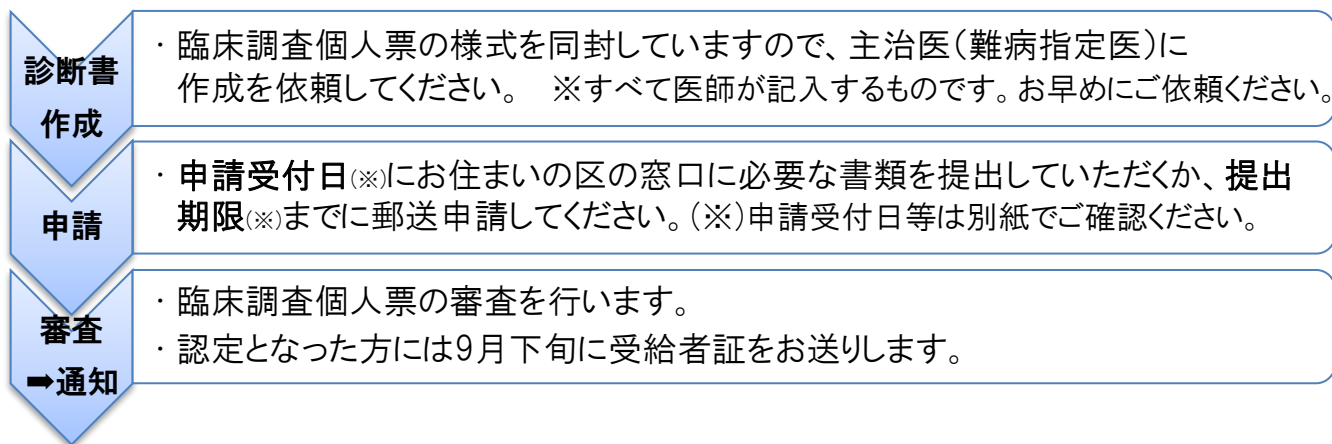 診断書
作成
・臨床調査個人票の様式を同封していますので、主治医（難病指定医）に
作成を依頼してください。　※すべて医師が記入するものです。お早めにご依頼ください。
申請
・申請受付日(※)にお住まいの区の窓口に必要な書類を提出していただくか、提出
期限(※)までに郵送申請してください。（※）申請受付日等は別紙でご確認ください。
審査
➡通知
・臨床調査個人票の審査を行います。
・認定となった方には9月下旬に受給者証をお送りします。